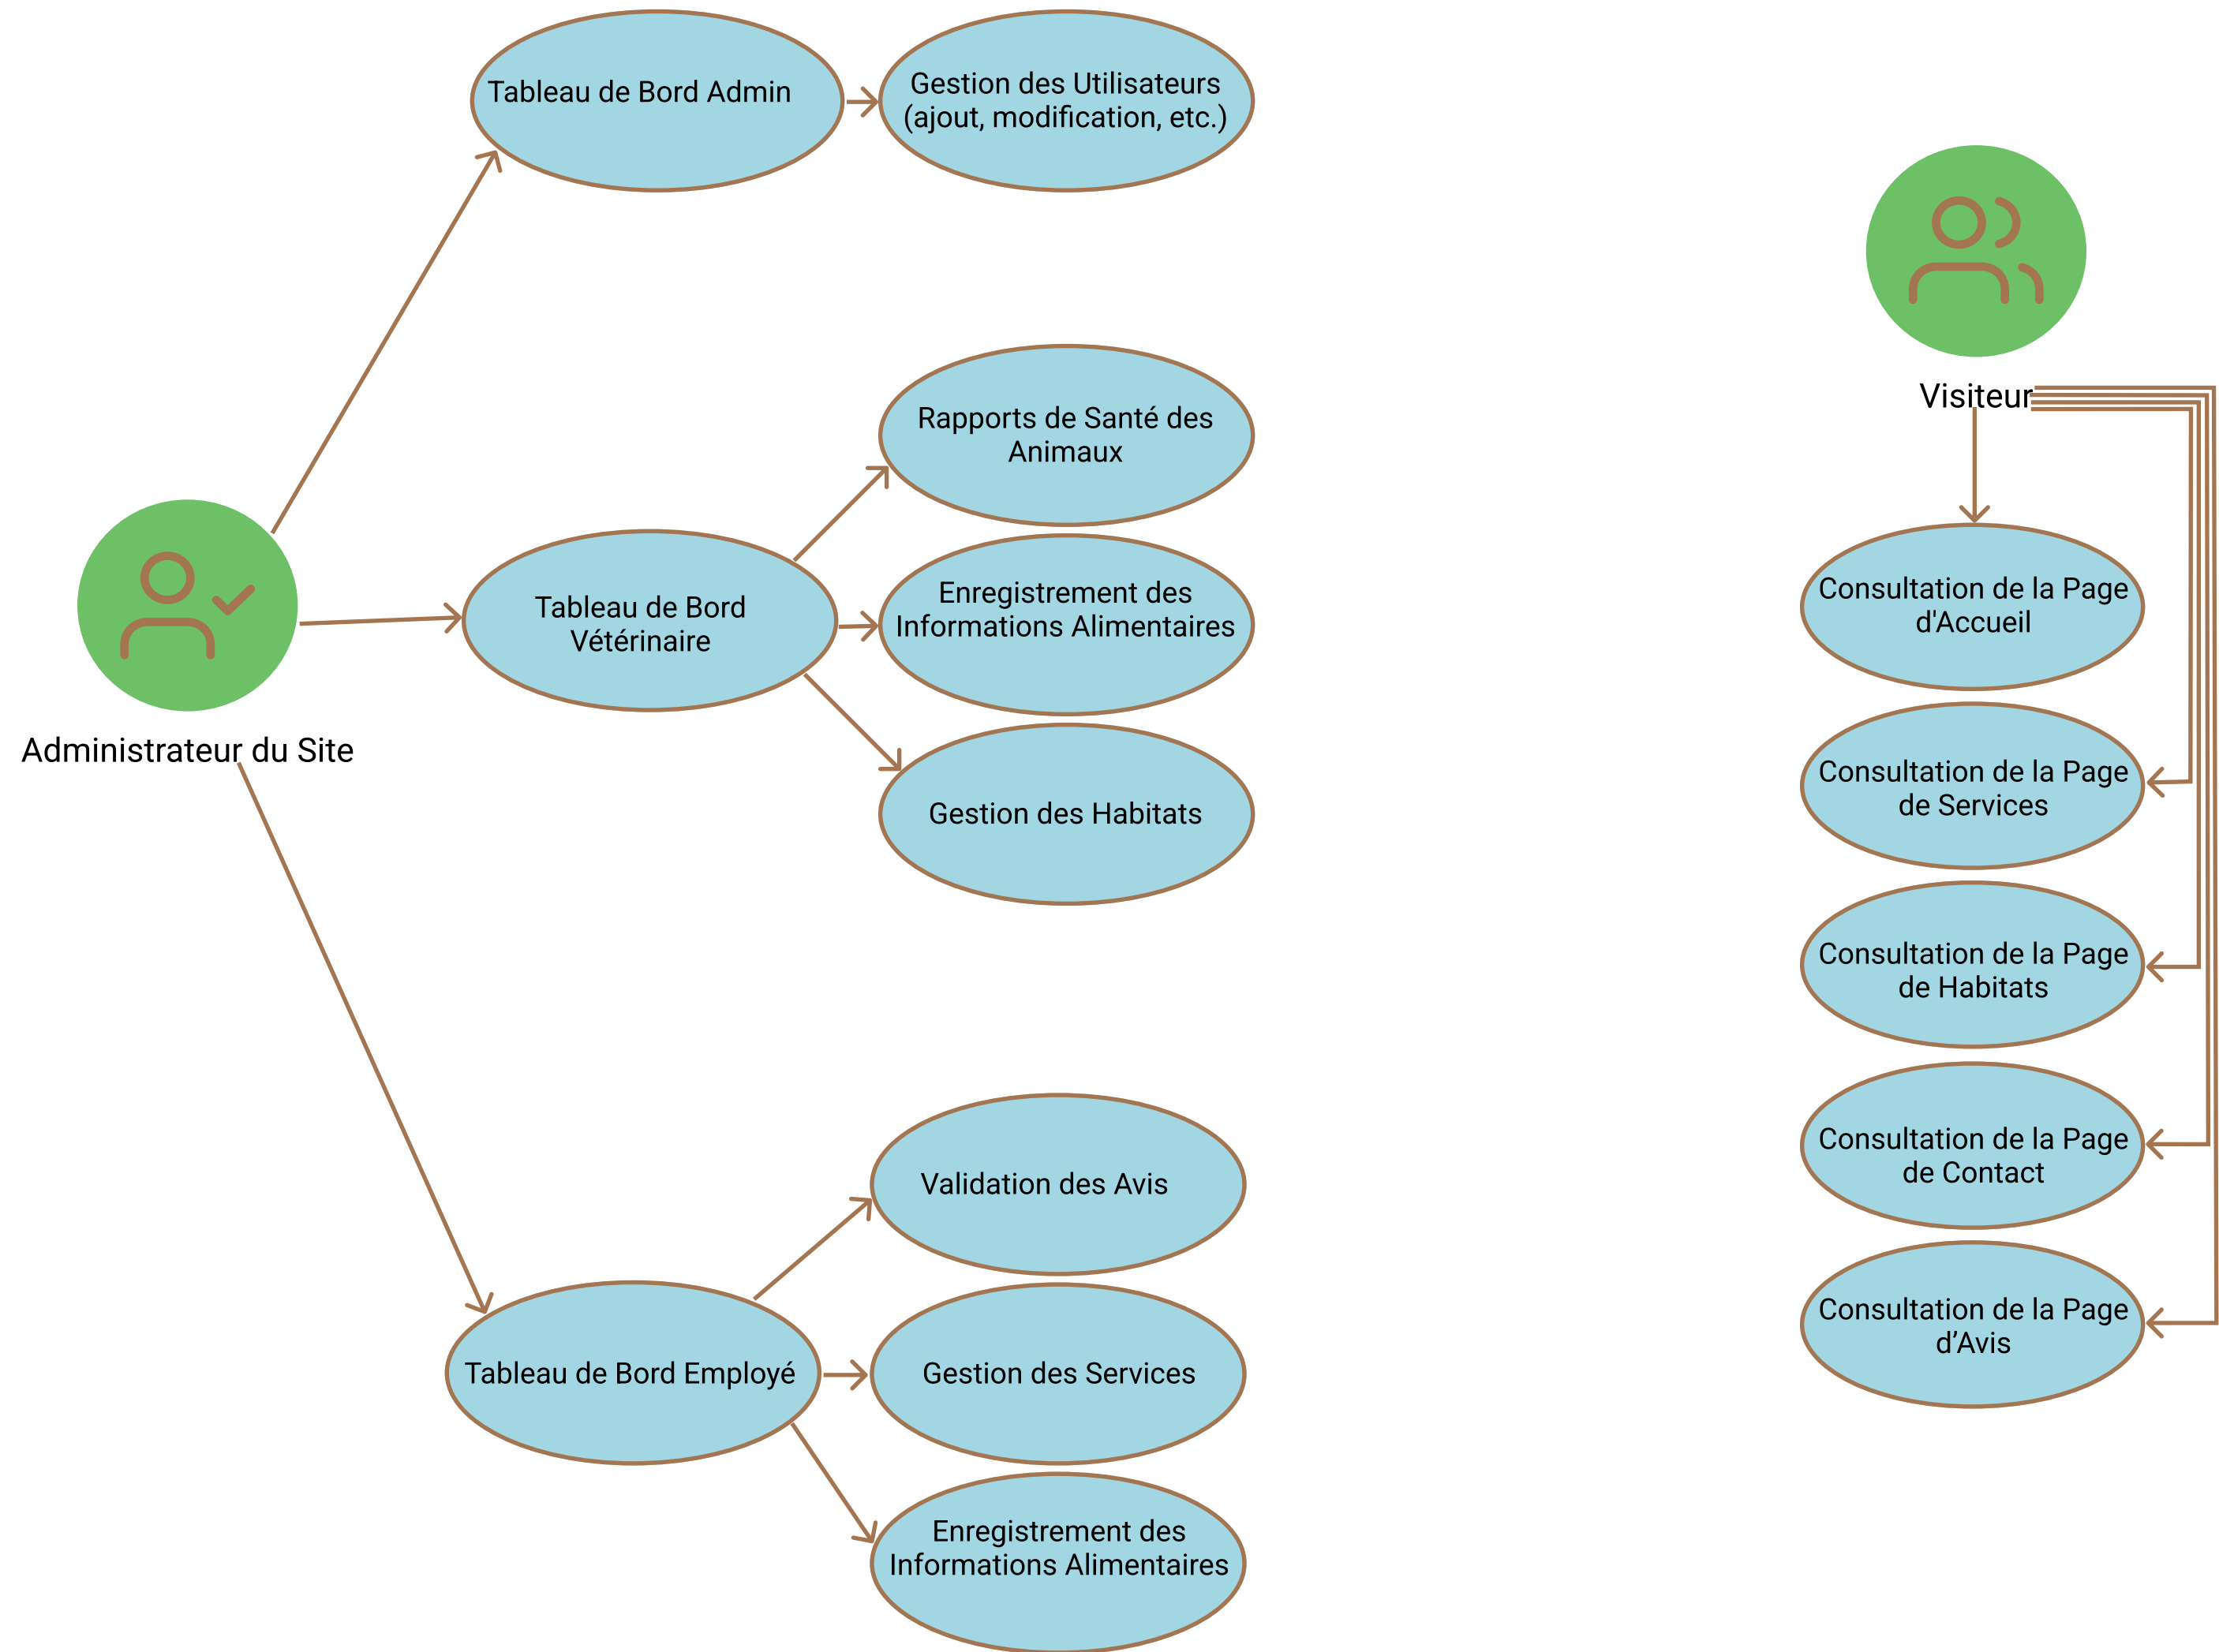 Tableau de Bord Admin
Gestion des Utilisateurs
(ajout, modification, etc.)
Rapports de Santé des
Animaux
Tableau de Bord
Vétérinaire
Enregistrement des
Informations Alimentaires
Gestion des Habitats
Administrateur du Site
Validation des Avis
Tableau de Bord Employé
Gestion des Services
Enregistrement des
Informations Alimentaires
Visiteur
Consultation de la Page
d'Accueil
Consultation de la Page
de Services
Consultation de la Page
de Habitats
Consultation de la Page
de Contact
Consultation de la Page
d’Avis